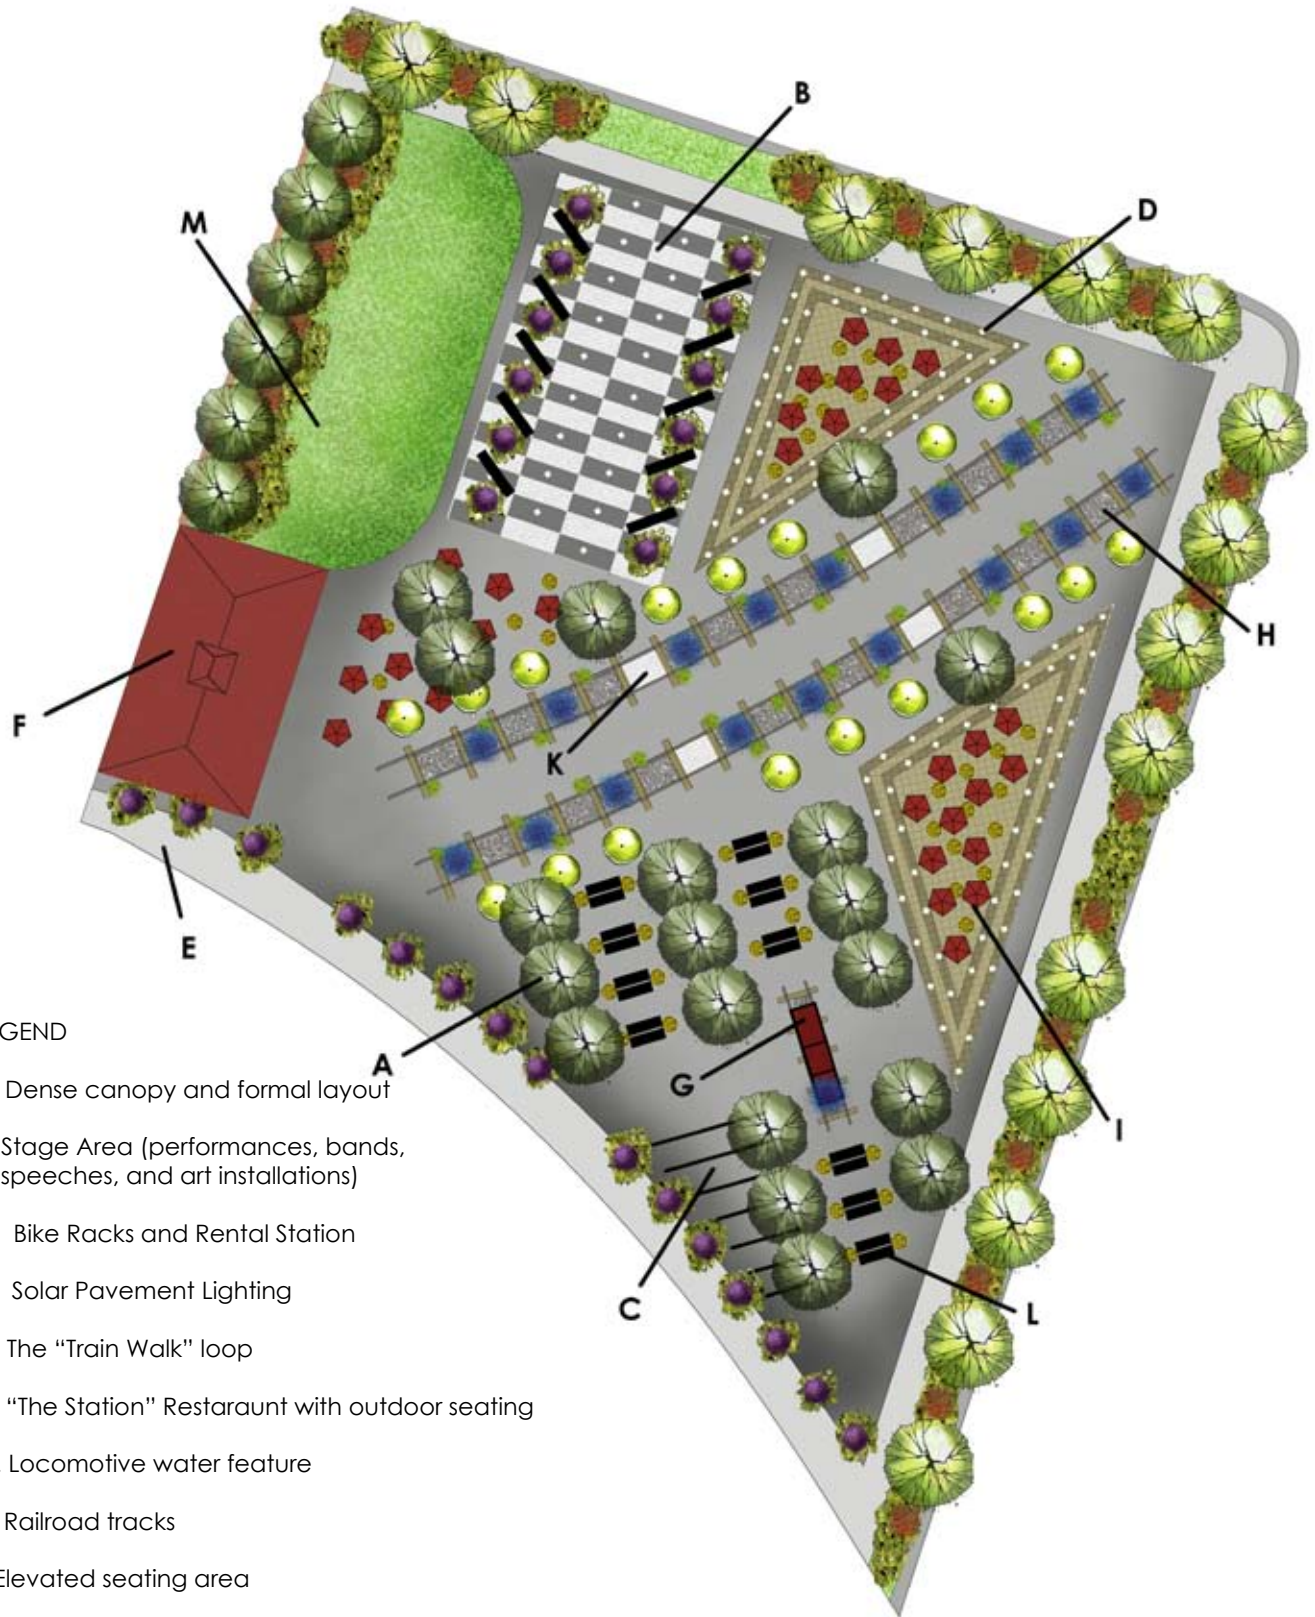 B
D
M
H
F
K
E
GEND
A
Dense canopy and formal layout
G
I
Stage Area (performances, bands,
speeches, and art installations)
Bike Racks and Rental Station
Solar Pavement Lighting
C
L
The “Train Walk” loop
“The Station” Restaraunt with outdoor seating
Locomotive water feature
Railroad tracks
Elevated seating area